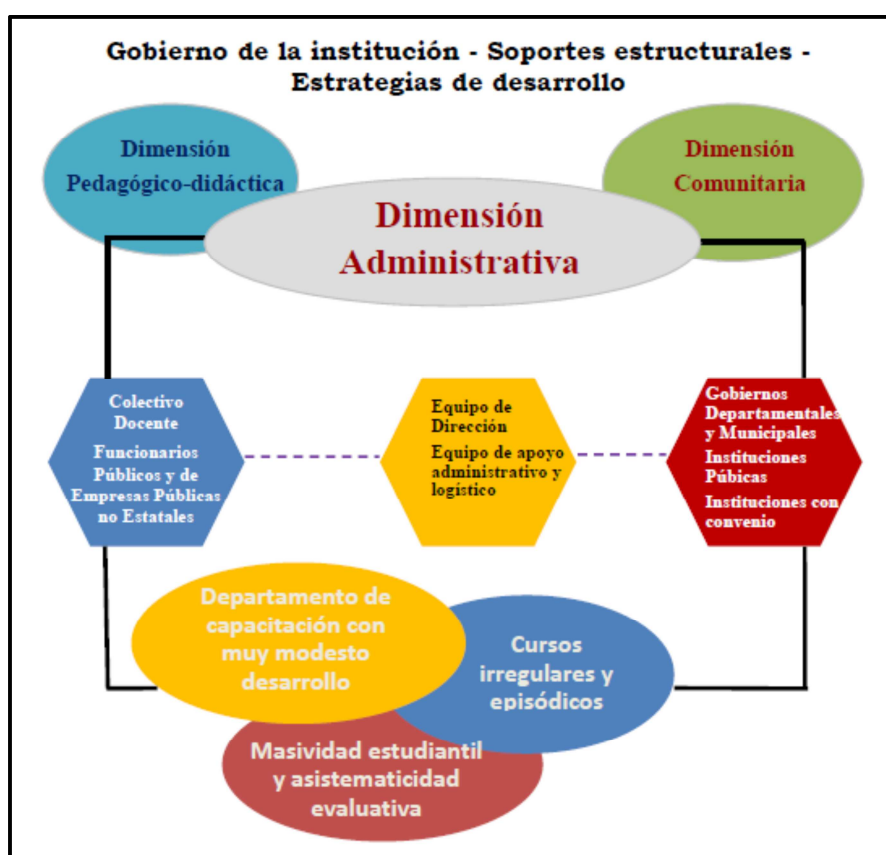 Gobierno de la institución - Soportes estructurales -
Estrategias de desarrollo
Dimensión
Pedagógico-didáctica
Dimensión
Comunitaria
Dimensión
Administrativa
Colectivo
Docente
Funcionarios
Públicos y de
Empresas Públicas
no Estatales
Equipo de
Dirección
Equipo de apoyo
administrativo y
logístico
Gobiernos
Departamentales
y Municipales
Instituciones
Púbicas
Instituciones con
convenio
Departamento de
capacitación con
muy modesto
desarrollo
Cursos
irregulares y
episódicos
Masividad estudiantil
y asistematicidad
evaluativa